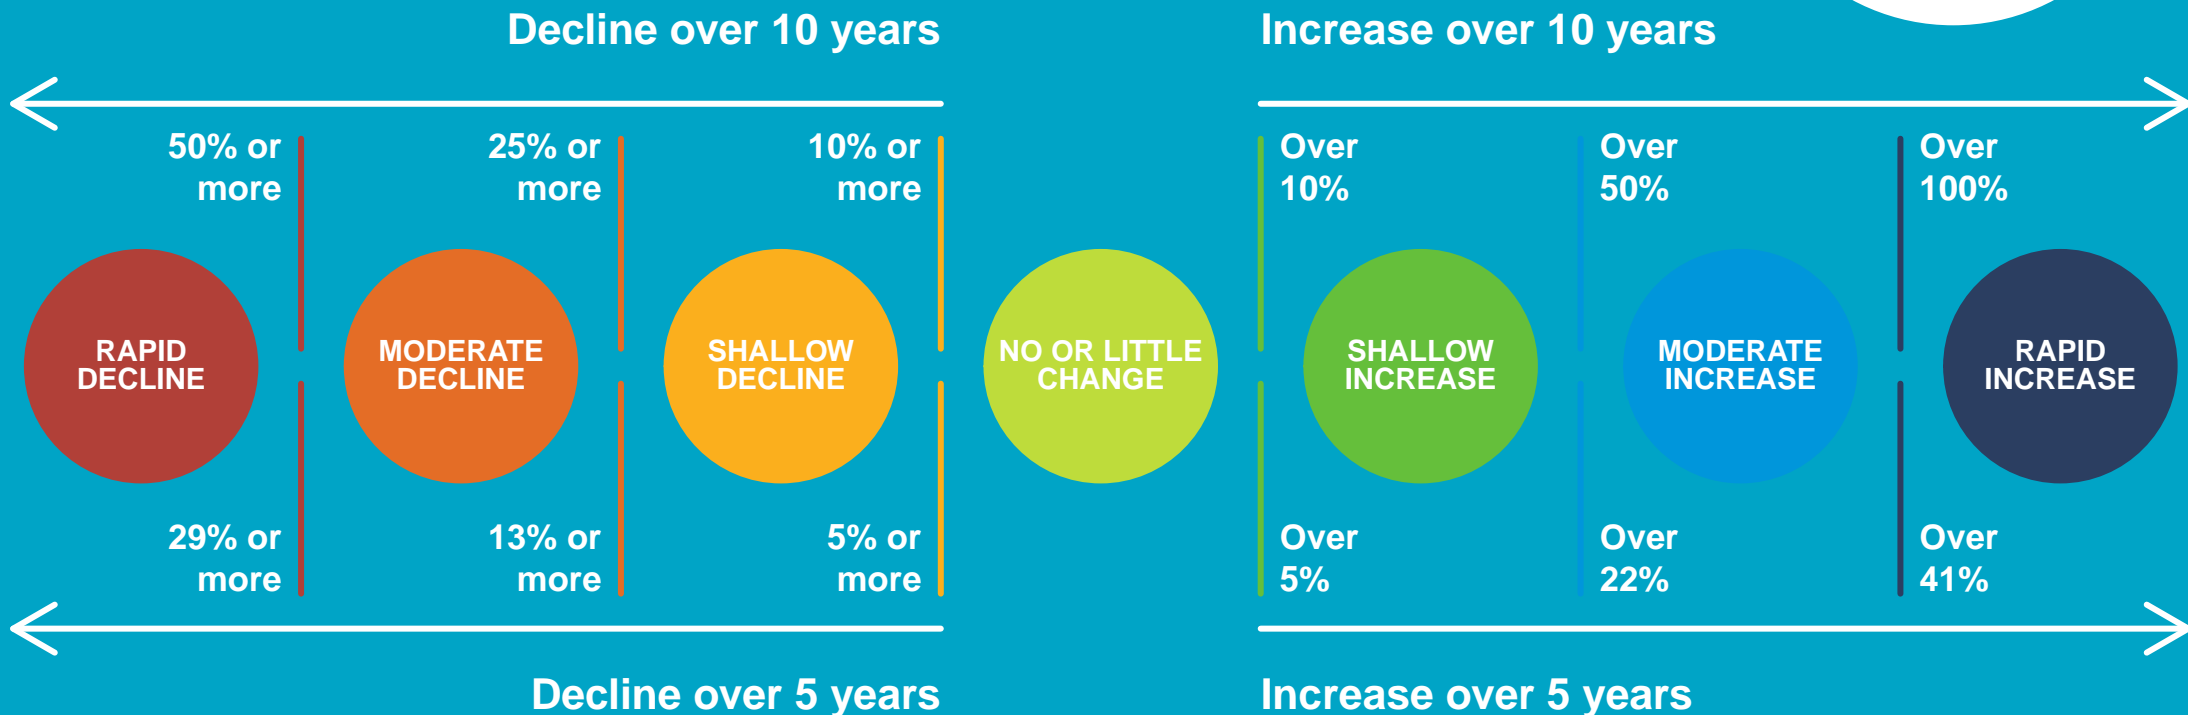 Decline over 10 years
Increase over 10 years
50% or
more
25% or
more
10% or
more
Over
10%
Over
50%
Over
100%
RAPID
DECLINE
MODERATE
DECLINE
SHALLOW
DECLINE
NO OR LITTLE
CHANGE
SHALLOW
INCREASE
MODERATE
INCREASE
RAPID
INCREASE
29% or
more
13% or
more
5% or
more
Over
5%
Over
22%
Over
41%
Decline over 5 years
Increase over 5 years